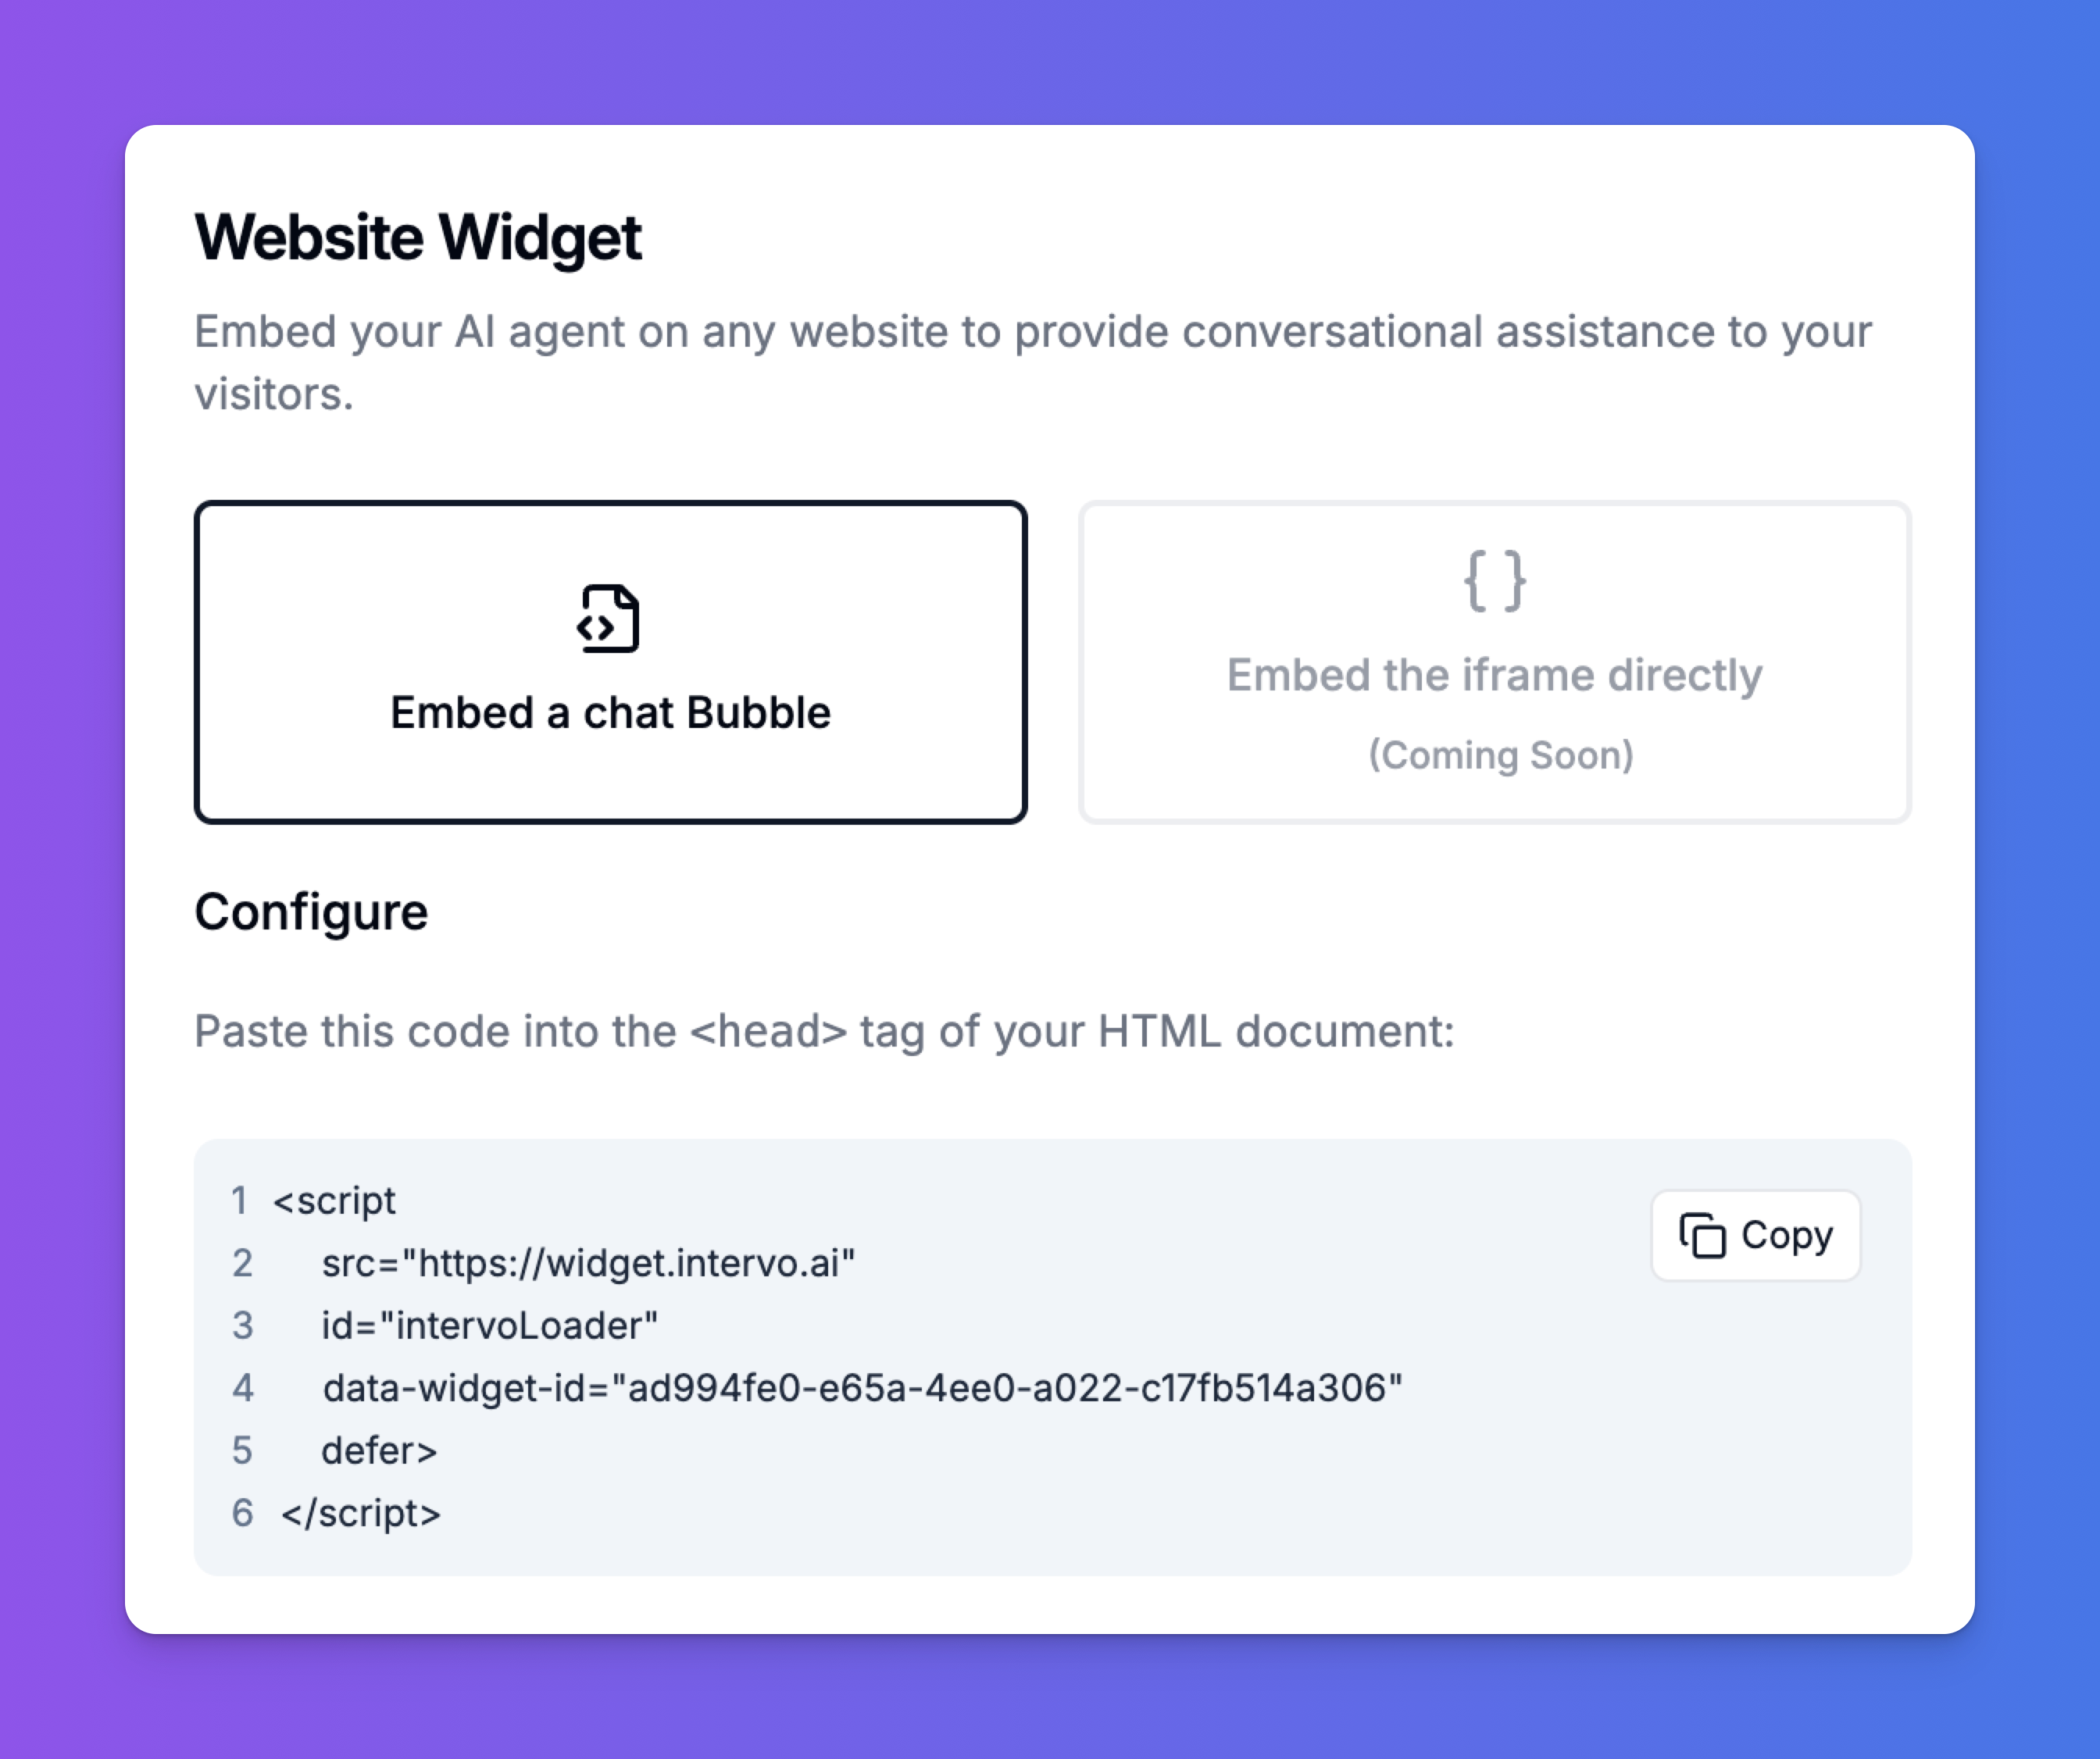 Website Widget
Embed your AI agent on any website to provide conversational assistance to your
visitors.
Embed a chat Bubble
{ }
Embed the iframe directly
(Coming Soon)
Configure
Paste this code into the <head> tag of your HTML document:
Copy
1 <script
2 src="https://widget.intervo.ai"
3 id="intervoLoader"
4 data-widget-id="ad994fe0-e65a-4ee0-a022-c17fb514a306"
5 defer>
6 </script>